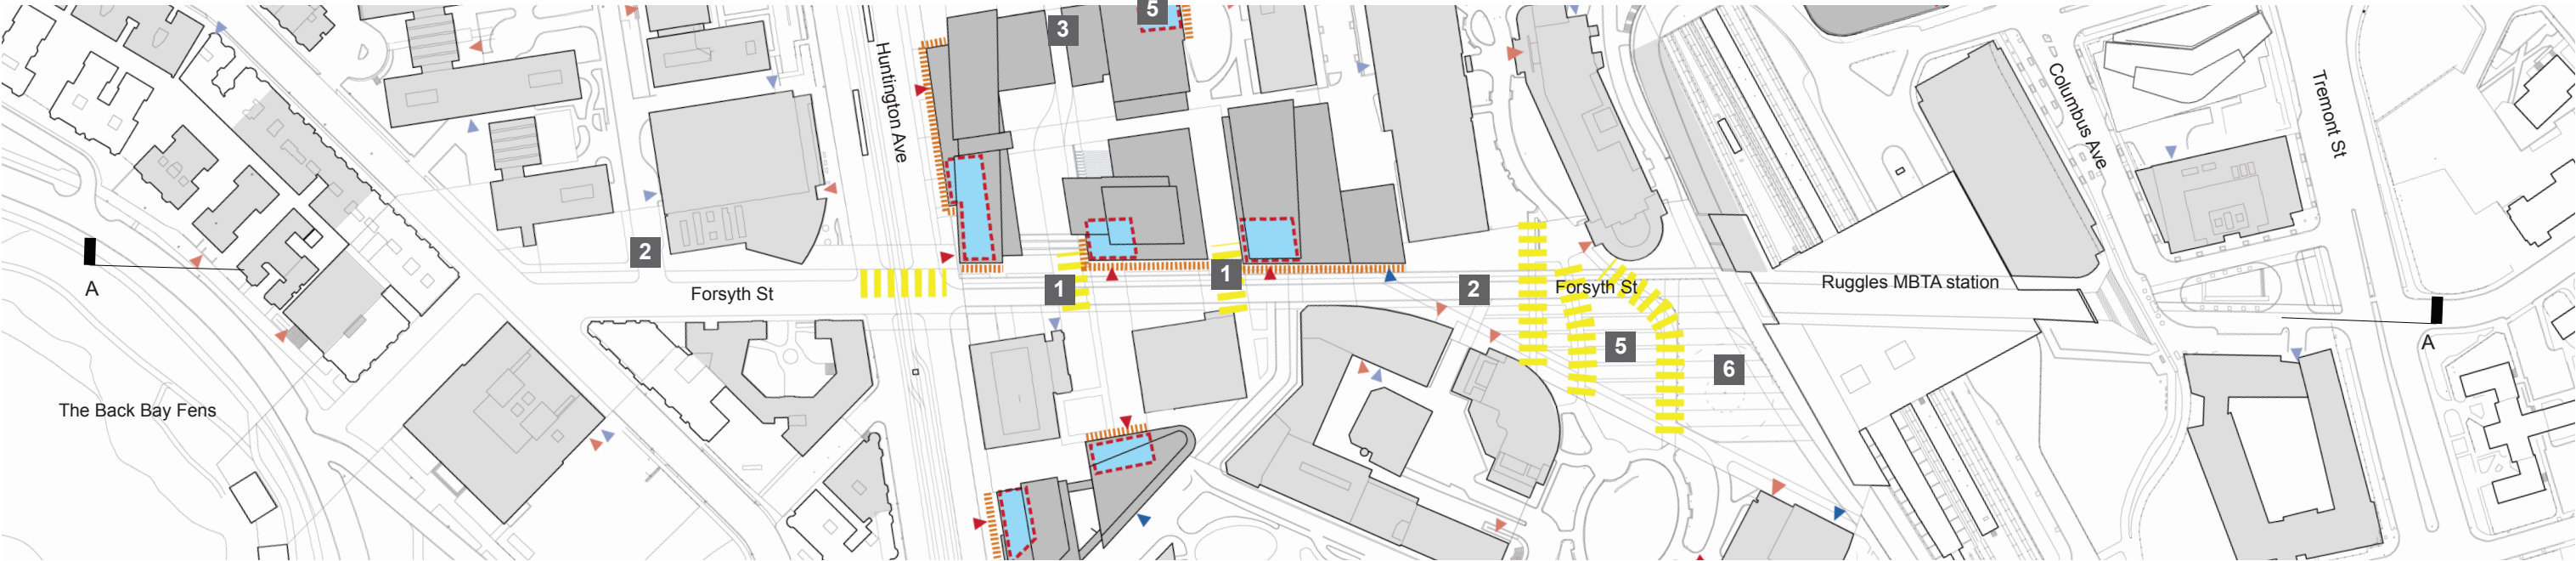 5
3
Huntington Ave
Columbus Ave
Tremont St
2
1
1
2
A
Forsyth St
Forsyth St
Ruggles MBTA station
5
6
A
The Back Bay Fens